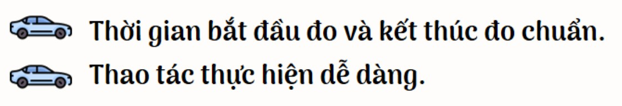 Thời gian bắt đầu đo và kết thúc đo chuẩn.
Thao tác thực hiện dễ dàng.